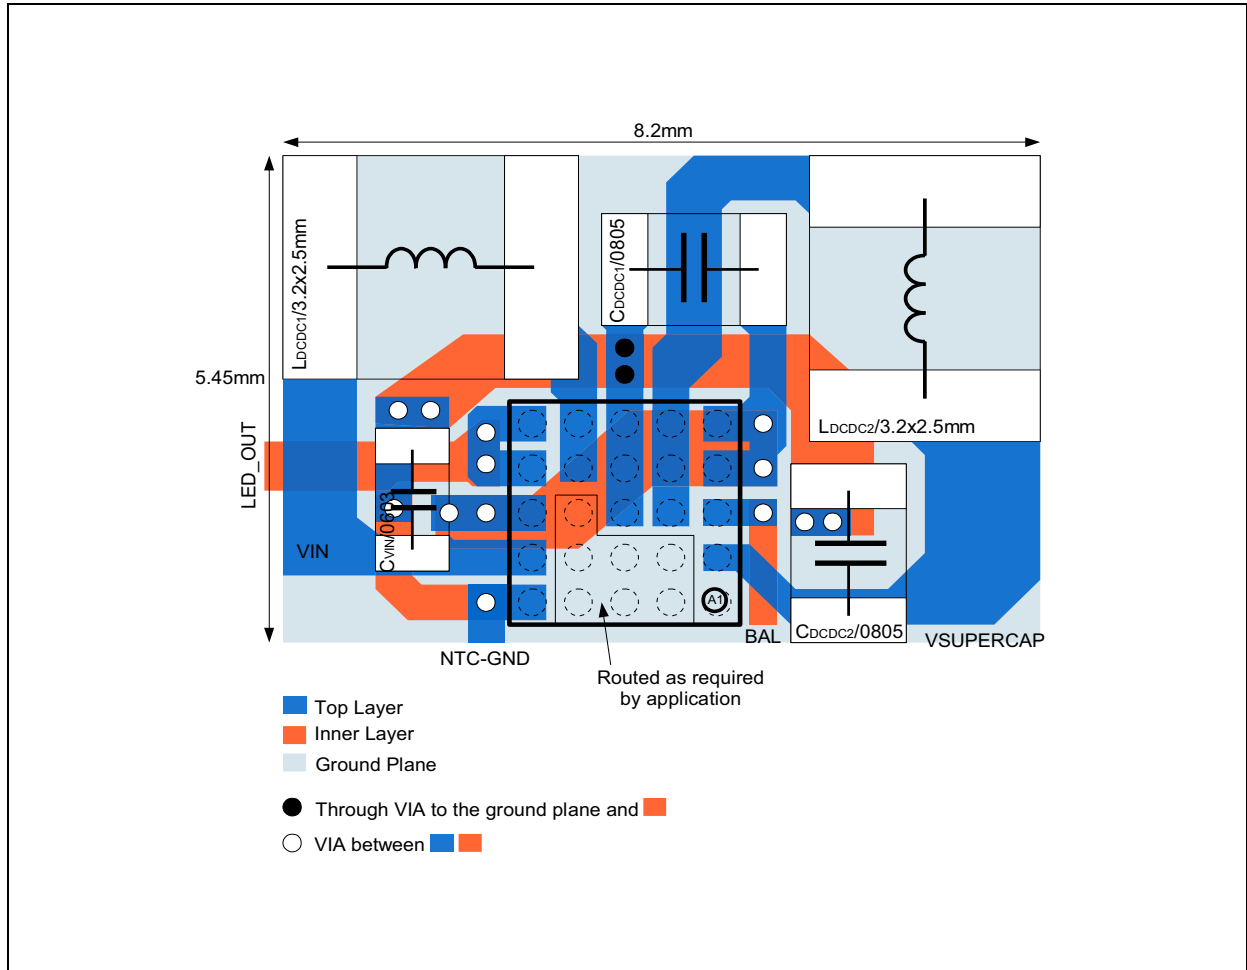 8.2mm
LDCDC1/3.2x2.5mm
CDCDC1/0805
5.45mm
LDCDC2/3.2x2.5mm
LED_OUT
CVIN/0603
VIN
A1
BAL
CDCDC2/0805
VSUPERCAP
NTC-GND
Routed as required
by application
Top Layer
Inner Layer
Ground Plane
Through VIA to the ground plane and
VIA between